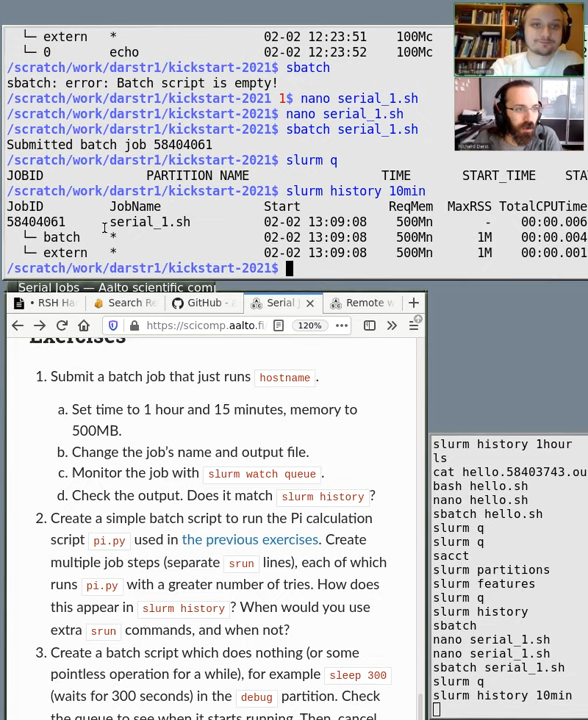 └─ extern   *                    02-02 12:23:51    100Mc
└─ 0        echo                 02-02 12:23:52    100Mc
/scratch/work/darstr1/kickstart-2021$ sbatch
sbatch: error: Batch script is empty!
/scratch/work/darstr1/kickstart-2021 1$ nano serial_1.sh
/scratch/work/darstr1/kickstart-2021$ nano serial_1.sh
/scratch/work/darstr1/kickstart-2021$ sbatch serial_1.sh
Submitted batch job 58404061
/scratch/work/darstr1/kickstart-2021$ slurm q
JOBID              PARTITION NAME                  TIME       START_TIME    STA
/scratch/work/darstr1/kickstart-2021$ slurm history 10min
JobID        JobName              Start           ReqMem  MaxRSS TotalCPUTime
58404061     serial_1.sh          02-02 13:09:08    500Mn       -    00:00.006
└─ batch    *                    02-02 13:09:08    500Mn      1M    00:00.004
└─ extern   *                    02-02 13:09:08    500Mn      1M    00:00.001
/scratch/work/darstr1/kickstart-2021$
Serial Jobs — Aalto scientific com
• RSH Ha
Search Re
GitHub -
Serial J
Remote w
https://scicomp.aalto.fi
120%
Exercises
1. Submit a batch job that just runs hostname.
a. Set time to 1 hour and 15 minutes, memory to
500MB.
b. Change the job's name and output file.
c. Monitor the job with slurm watch queue.
d. Check the output. Does it match slurm history?
2. Create a simple batch script to run the Pi calculation
script pi.py used in the previous exercises. Create
multiple job steps (separate srun lines), each of which
runs pi.py with a greater number of tries. How does
this appear in slurm history? When would you use
extra srun commands, and when not?
3. Create a batch script which does nothing (or some
pointless operation for a while), for example sleep 300
(waits for 300 seconds) in the debug partition. Check
the queue to see when it starts running. Then, cancel
slurm history 1hour
ls
cat hello.58403743.ou
bash hello.sh
nano hello.sh
sbatch hello.sh
slurm q
slurm q
sacct
slurm partitions
slurm features
slurm q
slurm history
sbatch
nano serial_1.sh
nano serial_1.sh
sbatch serial_1.sh
slurm q
slurm history 10min